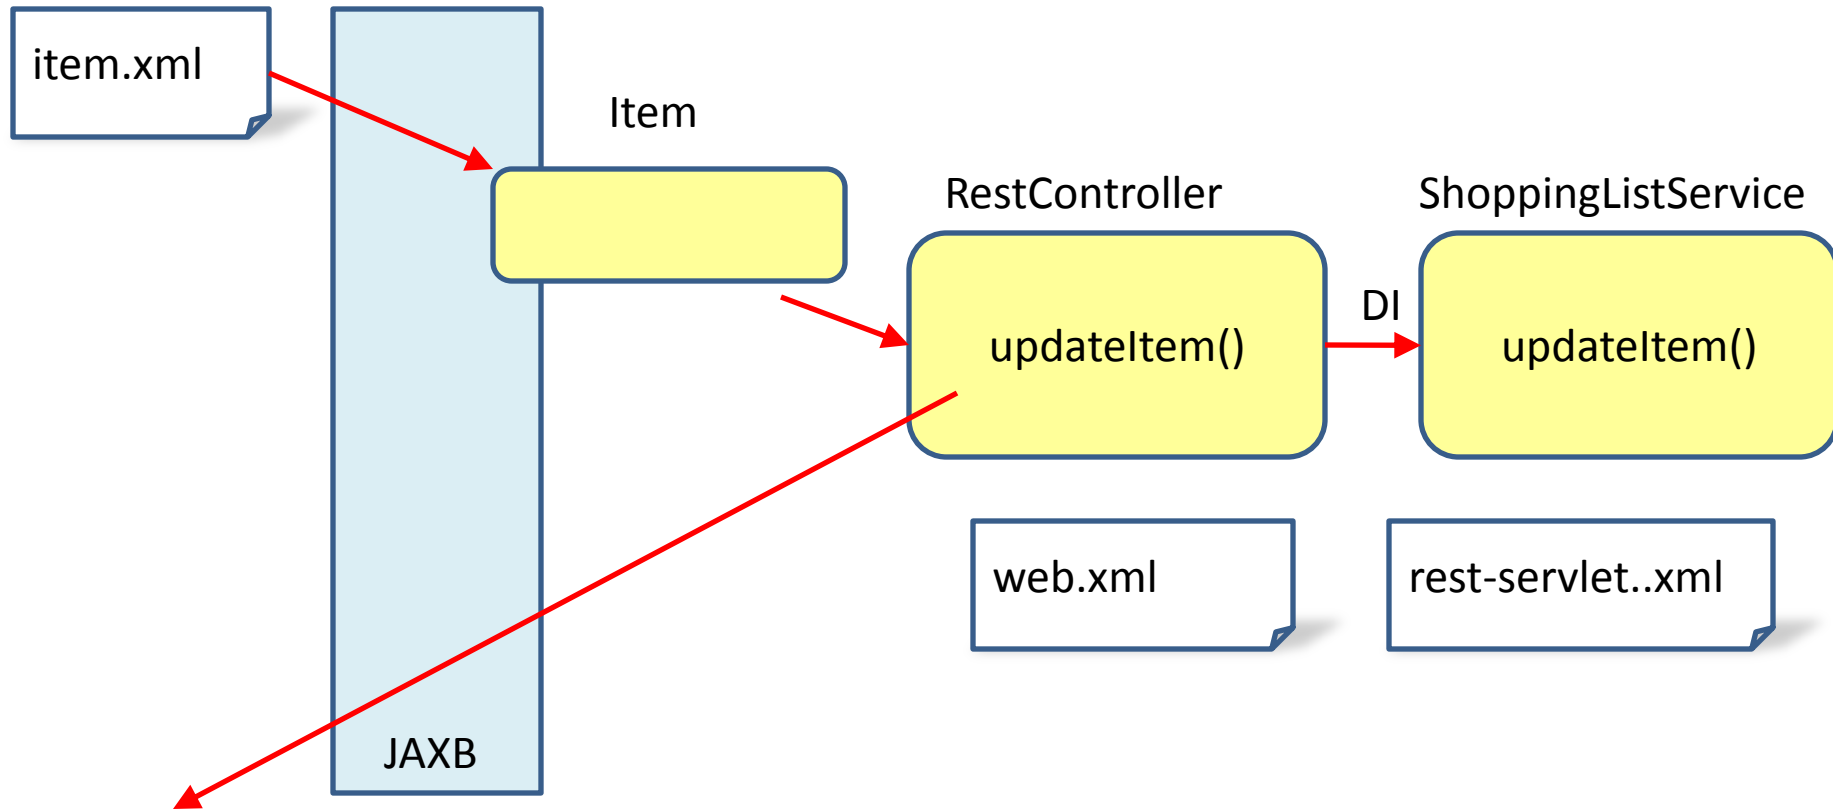 item.xml
Item
RestController
ShoppingListService
DI
updateItem()
updateItem()
web.xml
rest-servlet..xml
JAXB